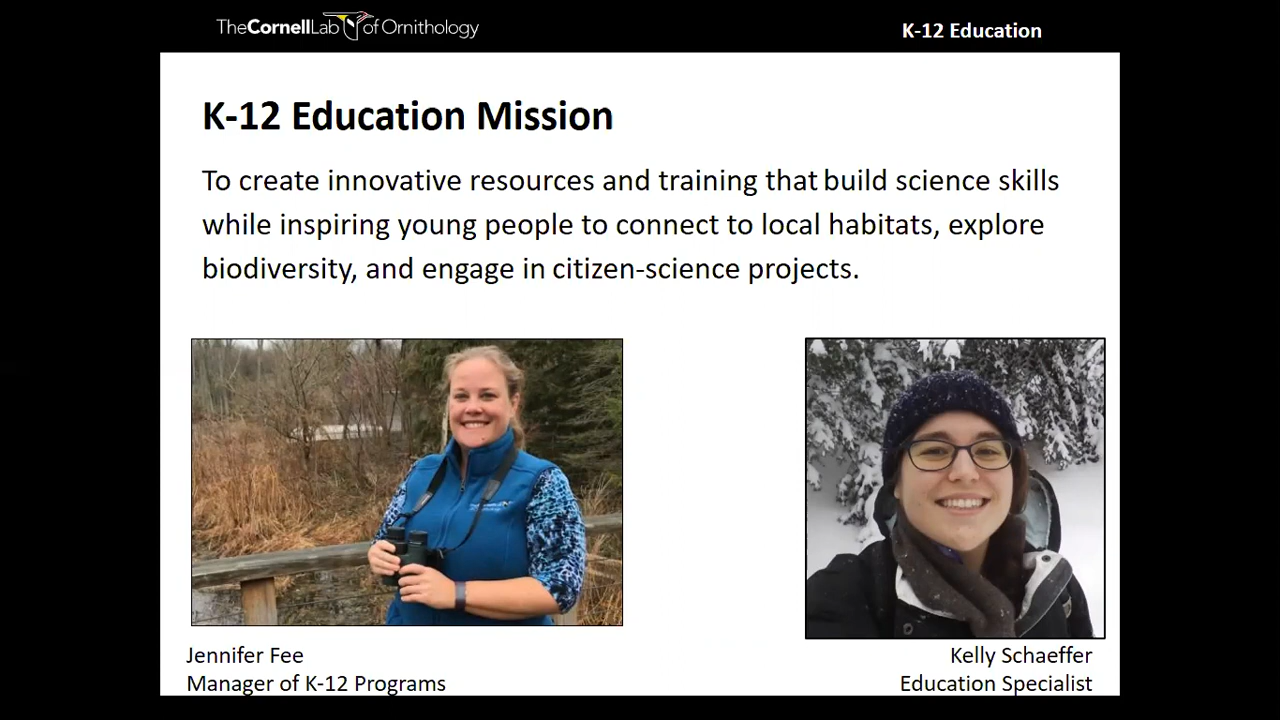 TheCornellLab of Ornithology
K-12 Education
K-12 Education Mission
To create innovative resources and training that build science skills
while inspiring young people to connect to local habitats, explore
biodiversity, and engage in citizen-science projects.
Jennifer Fee
Manager of K-12 Programs
Kelly Schaeffer
Education Specialist